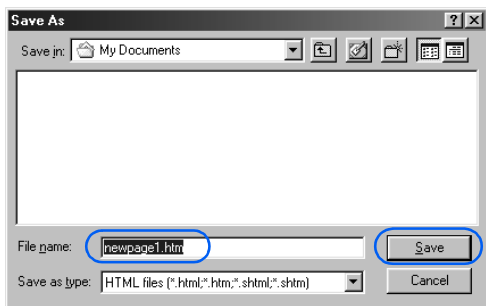 Save As
Save in: My Documents
File name: newpage1.htm Save
Save as type: HTML files (*.html;*.htm;*.shtml;*.shtm) Cancel